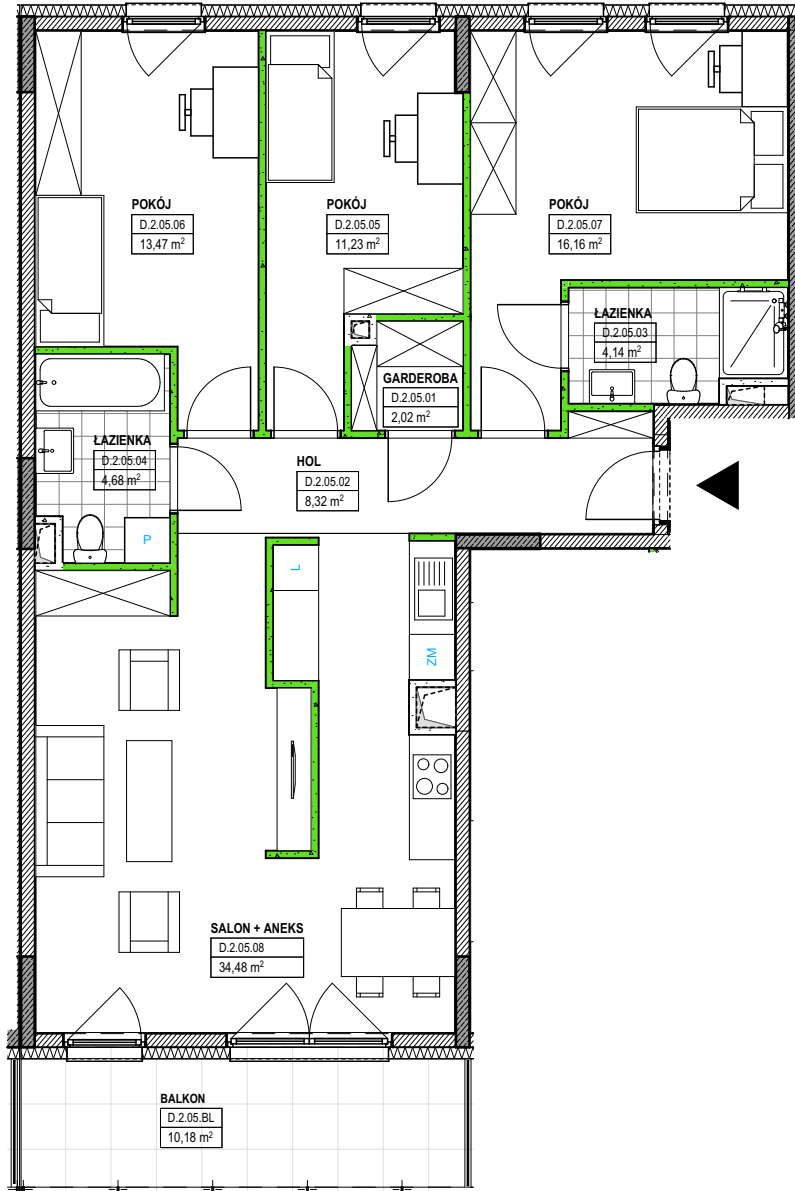 POKÓJ
D.2.05.06
13,47 m²
POKÓJ
D.2.05.05
11,23 m²
POKÓJ
D.2.05.07
16,16 m²
ŁAZIENKA
D.2.05.03
4,14 m²
GARDEROBA
D.2.05.01
2,02 m²
ŁAZIENKA
D.2.05.04
4,68 m²
HOL
D.2.05.02
8,32 m²
P
L
ZM
SALON + ANEKS
D.2.05.08
34,48 m²
BALKON
D.2.05.BL
10,18 m²